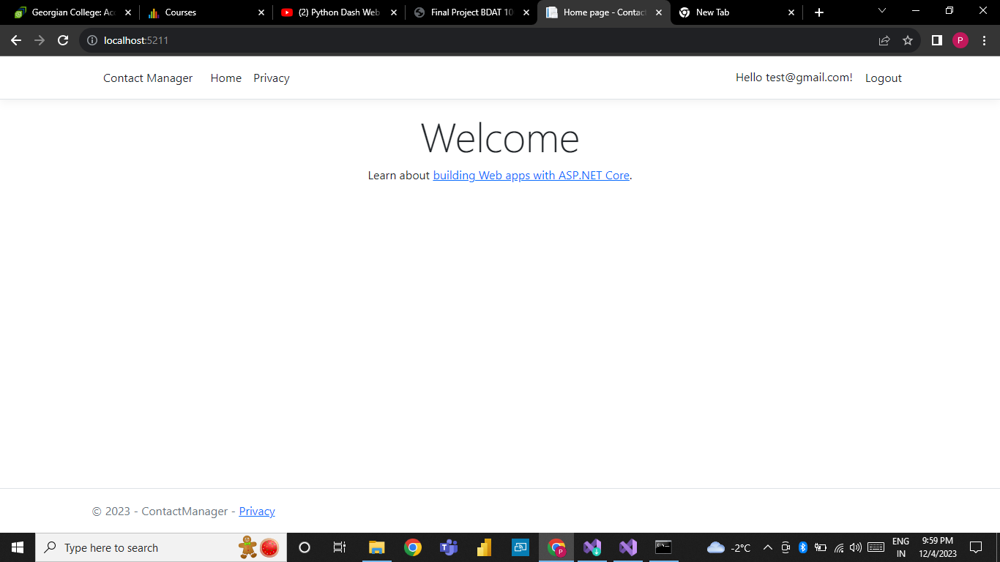 Georgian College: Acc
Courses
(2) Python Dash Web
Final Project BDAT 10
Home page - Contac
New Tab
localhost:5211
P
Contact Manager
Home
Privacy
Hello test@gmail.com!
Logout
Welcome
Learn about building Web apps with ASP.NET Core.
© 2023 - ContactManager - Privacy
Type here to search
P
-2°C
ENG
IN
9:59 PM
12/4/2023